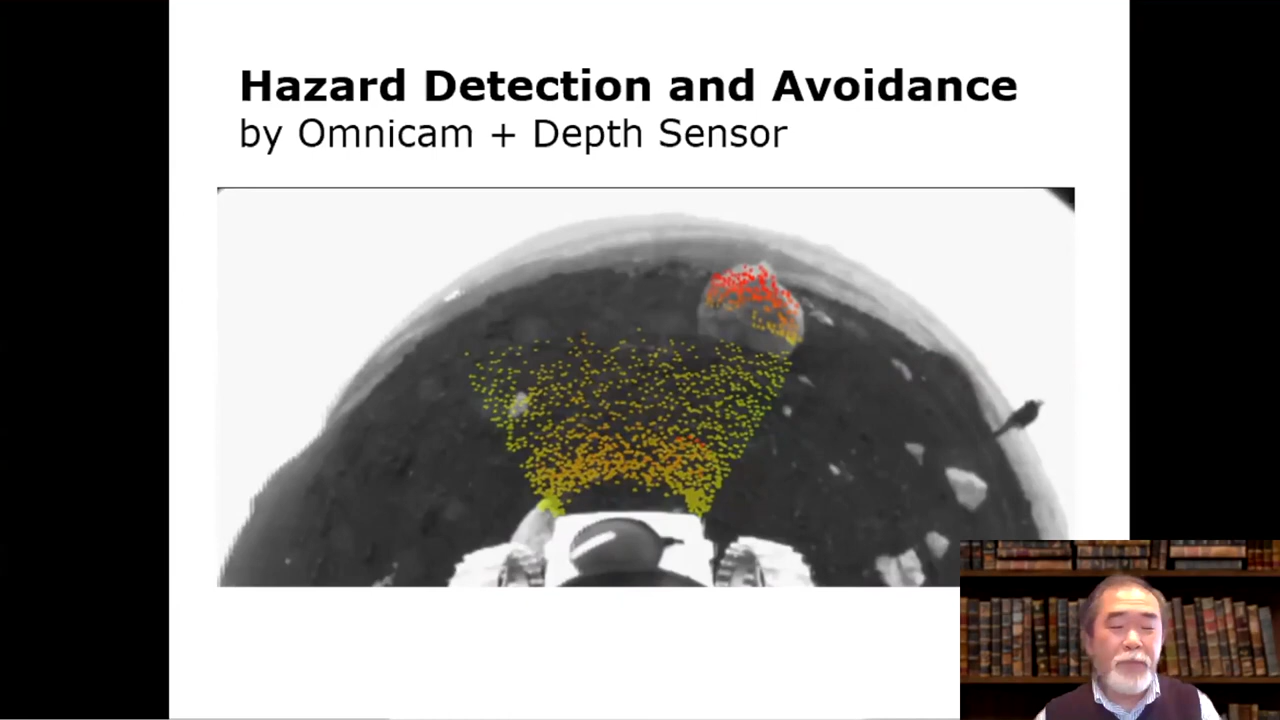 Hazard Detection and Avoidance
by Omnicam + Depth Sensor